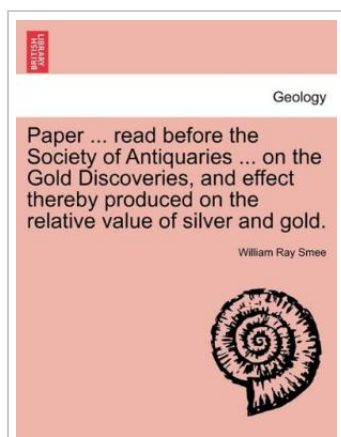 BRITISH
LIBRARY
Geology
Paper ... read before the
Society of Antiquaries ... on the
Gold Discoveries, and effect
thereby produced on the
relative value of silver and gold.
William Ray Smee